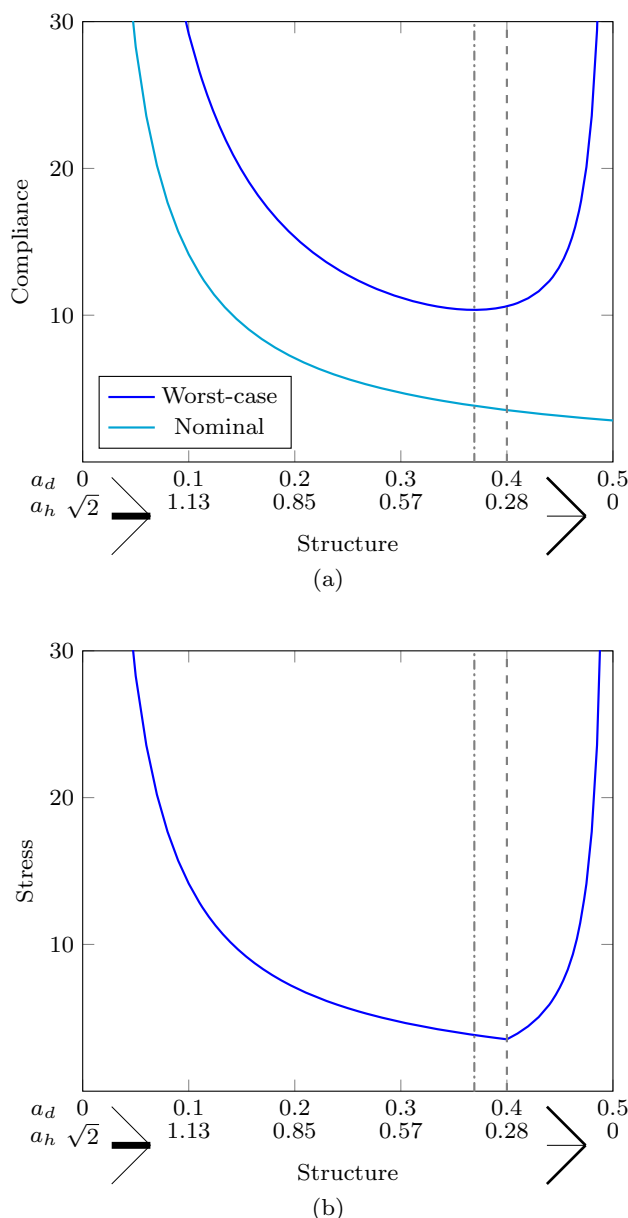 30
20
10
Compliance
Worst-case
Nominal
a_d 0 0.1 0.2 0.3 0.4 0.5
a_h √2 1.13 0.85 0.57 0.28 0
Structure
(a)
30
20
10
Stress
a_d 0 0.1 0.2 0.3 0.4 0.5
a_h √2 1.13 0.85 0.57 0.28 0
Structure
(b)